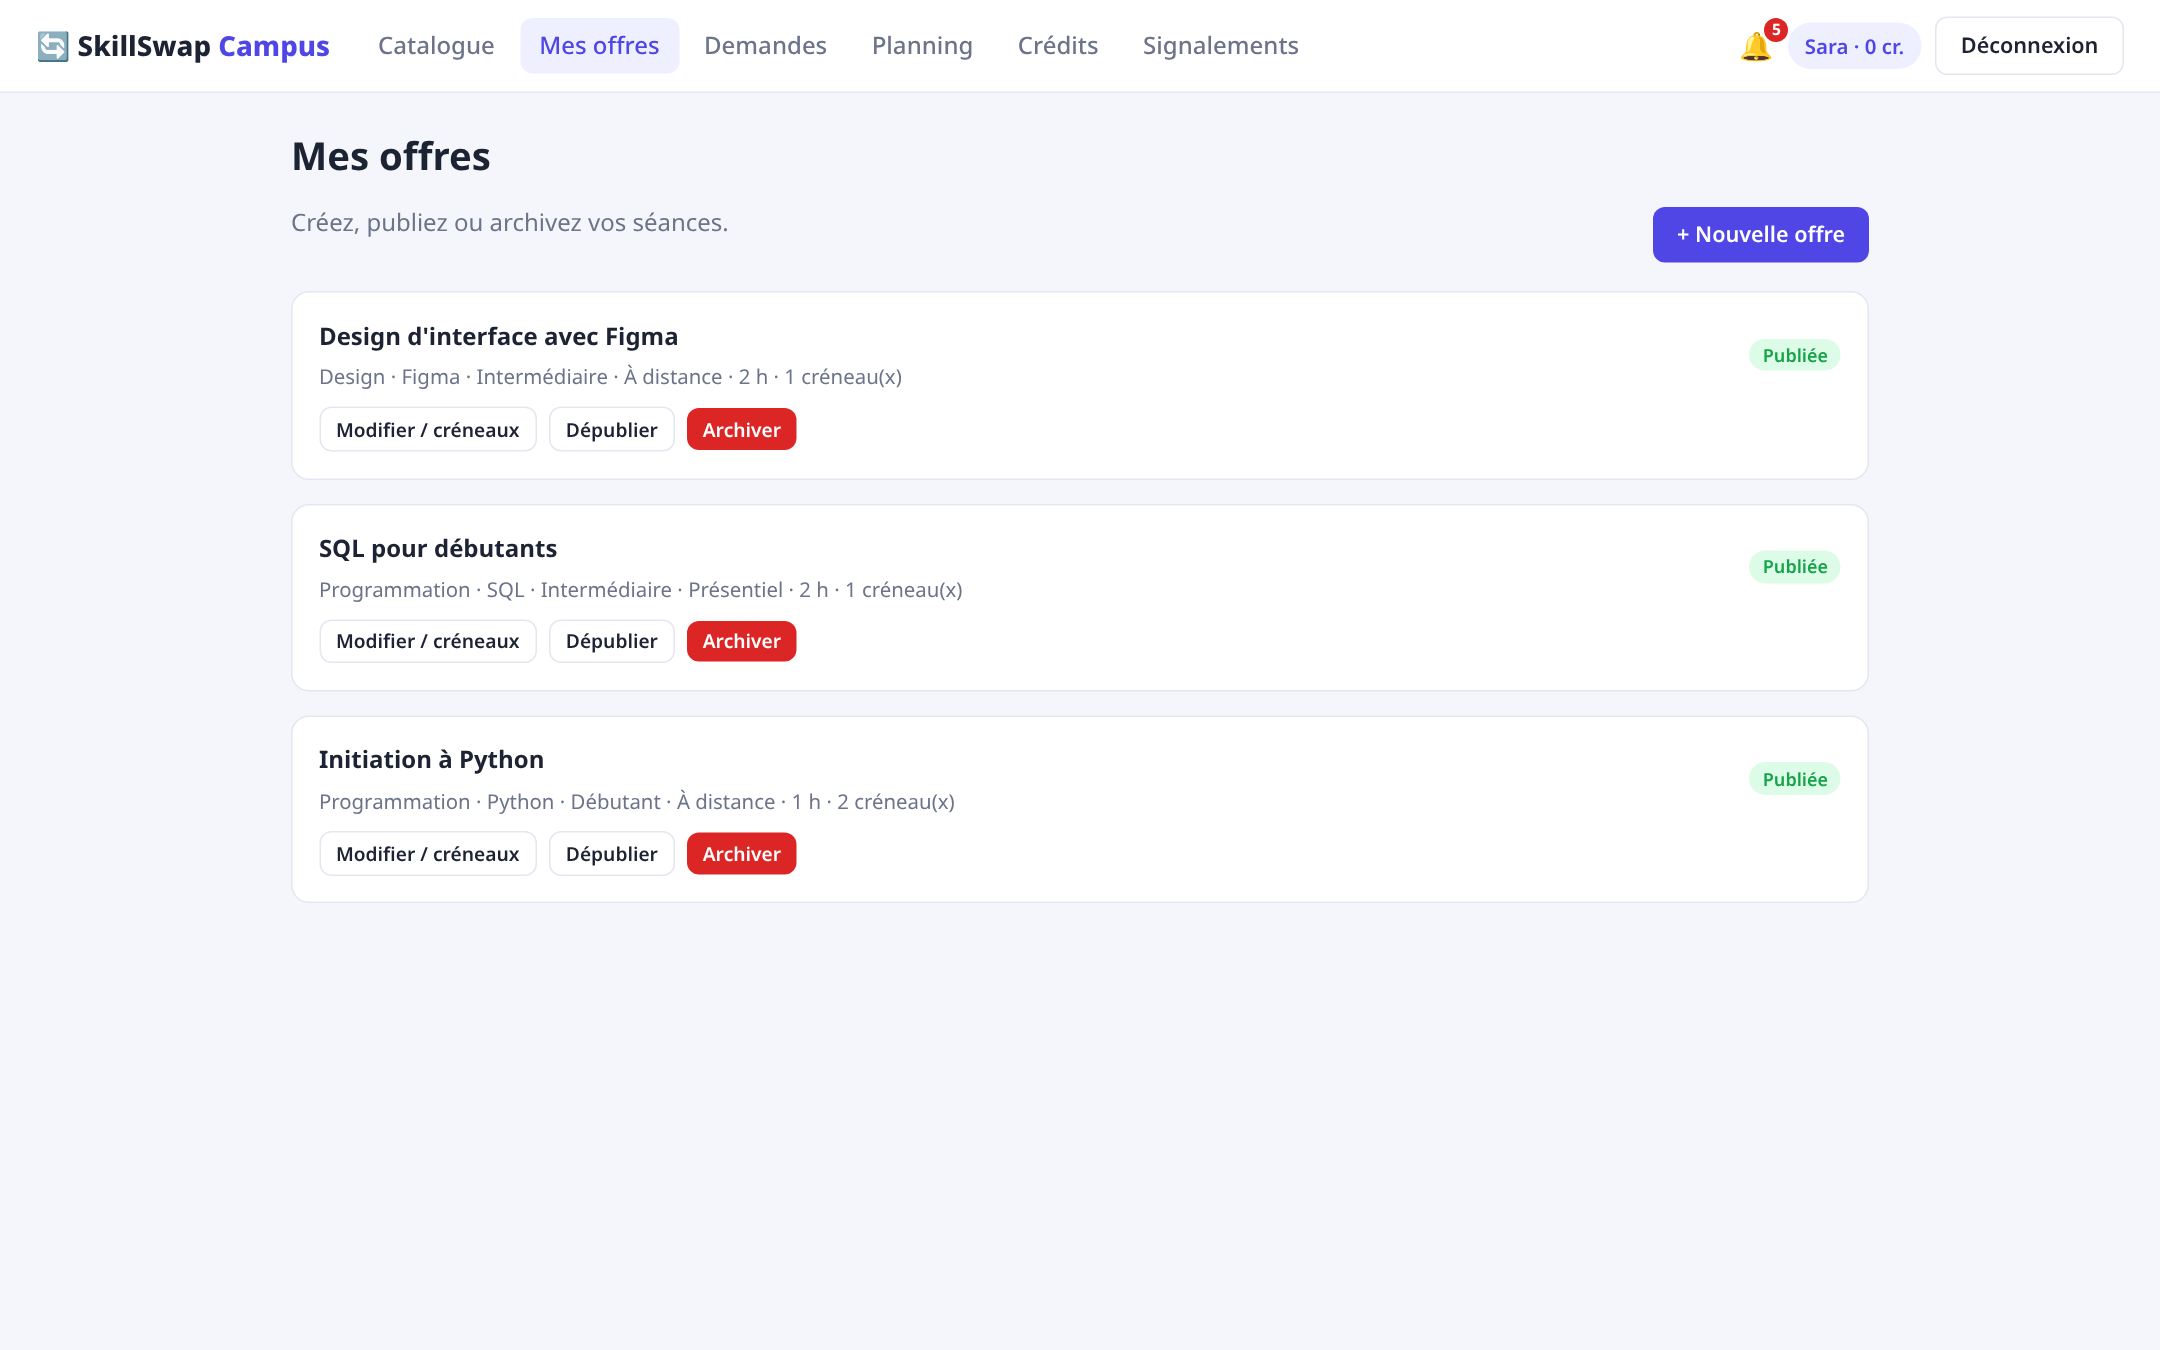 SkillSwap Campus Catalogue Mes offres Demandes Planning Crédits Signalements 5 Sara · 0 cr. Déconnexion
Mes offres
Créez, publiez ou archivez vos séances.
+ Nouvelle offre
Design d'interface avec Figma
Publiée
Design · Figma · Intermédiaire · À distance · 2 h · 1 créneau(x)
Modifier / créneaux Dépublier Archiver
SQL pour débutants
Publiée
Programmation · SQL · Intermédiaire · Présentiel · 2 h · 1 créneau(x)
Modifier / créneaux Dépublier Archiver
Initiation à Python
Publiée
Programmation · Python · Débutant · À distance · 1 h · 2 créneau(x)
Modifier / créneaux Dépublier Archiver